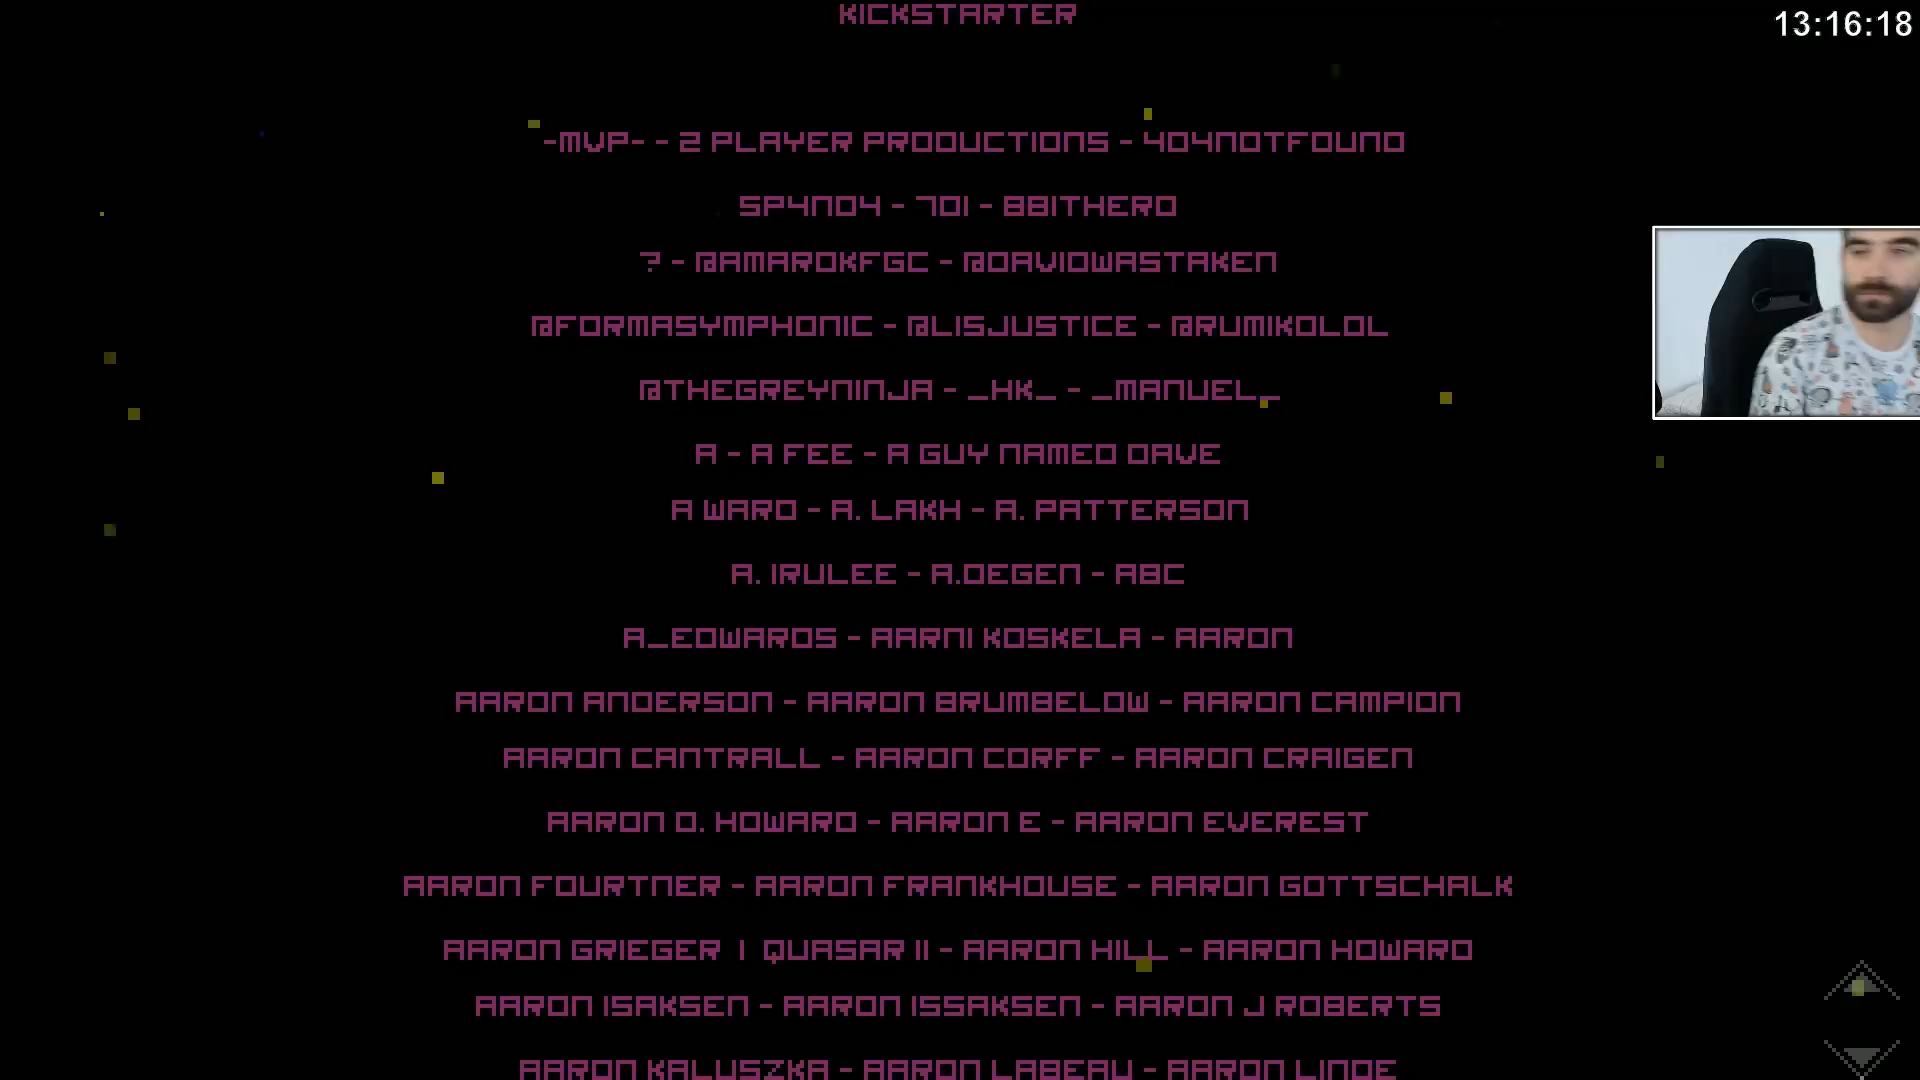 KICKSTARTER
13:16:18
-MVP- - 2 PLAYER PRODUCTIONS - 404NOTFOUND
5P4N04 - 701 - 88ITHERO
? - @AMAROKFGC - @DAVIDWASTAKEN
@FORMASYMPHONIC - @LISJUSTICE - @RUMIKOLOL
@THEGREYNINJA - _HK_ - _MANUEL_
A - A FEE - A GUY NAMED DAVE
A WARD - A. LAKH - A. PATTERSON
A. IRULEE - A.DEGEN - ABC
A_EDWARDS - AARNI KOSKELA - AARON
AARON ANDERSON - AARON BRUMBELOW - AARON CAMPION
AARON CANTRALL - AARON CORFF - AARON CRAIGEN
AARON D. HOWARD - AARON E - AARON EVEREST
AARON FOURTNER - AARON FRANKHOUSE - AARON GOTTSCHALK
AARON GRIEGER | QUASAR II - AARON HILL - AARON HOWARD
AARON ISAKSEN - AARON ISSAKSEN - AARON J ROBERTS
AARON KALUSZKA - AARON LABEAU - AARON LINDE